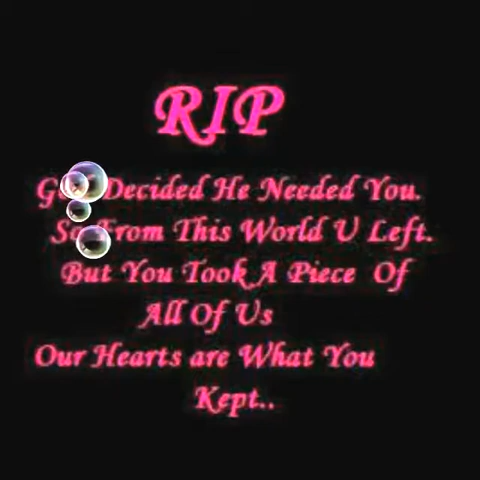 RIP
God Decided He Needed You.
So From This World U Left.
But You Took A Piece Of
All Of Us
Our Hearts are What You
Kept..